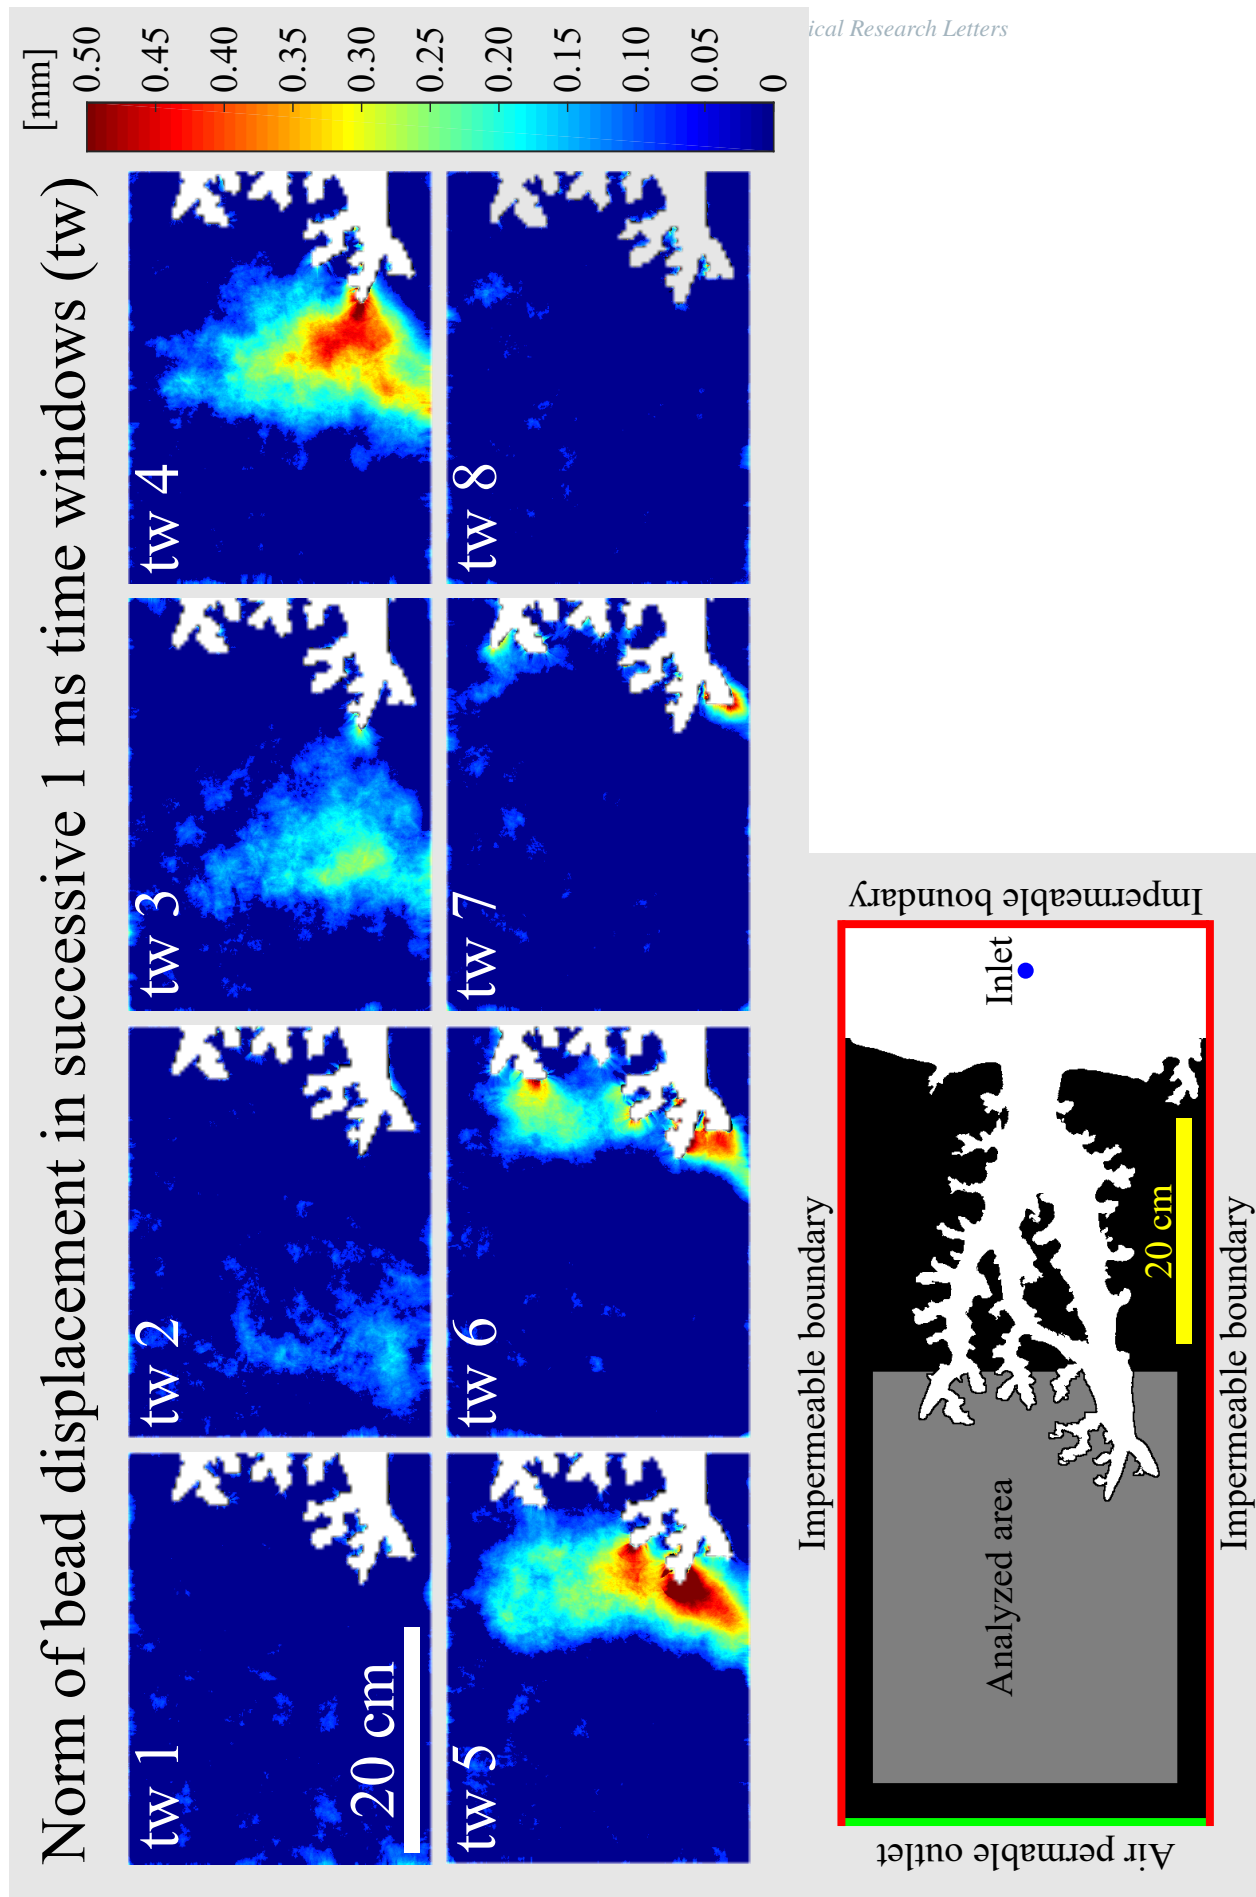 ical Research Letters
Norm of bead displacement in successive 1 ms time windows (tw)
[mm]
tw 1
tw 2
tw 3
tw 4
20 cm
tw 5
tw 6
tw 7
tw 8
0.50
0.45
0.40
0.35
0.30
0.25
0.20
0.15
0.10
0.05
0
Impermeable boundary
Air permable outlet
Analyzed area
20 cm
Inlet
Impermeable boundary
Impermeable boundary